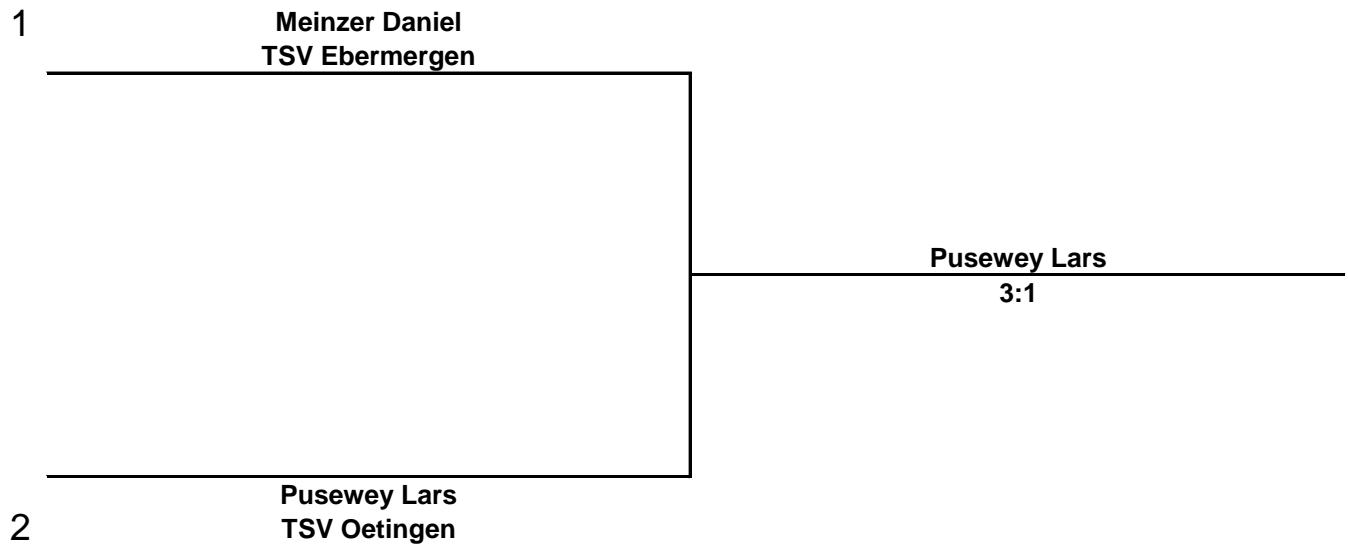 1
Meinzer Daniel
TSV Ebermergen
Pusewey Lars
3:1
Pusewey Lars
2
TSV Oetingen